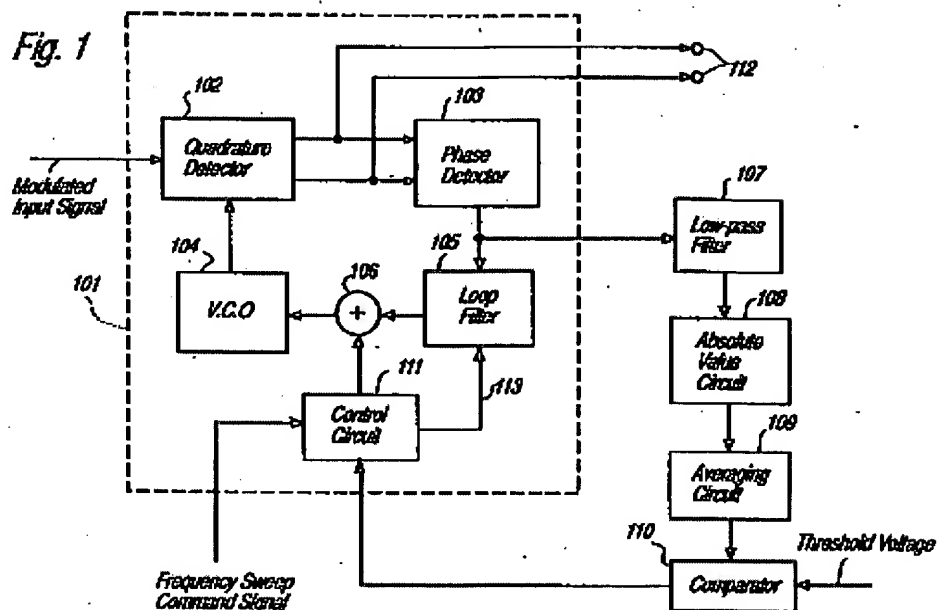 Fig. 1
102
Quadrature
Detector
103
Phase
Detector
112
Modulated
Input Signal
107
Low-pass
Filter
104
V.C.O
106
+
105
Loop
Filter
101
108
Absolute
Value
Circuit
111
Control
Circuit
113
109
Averaging
Circuit
110
Comparator
Threshold Voltage
Frequency Sweep
Command Signal